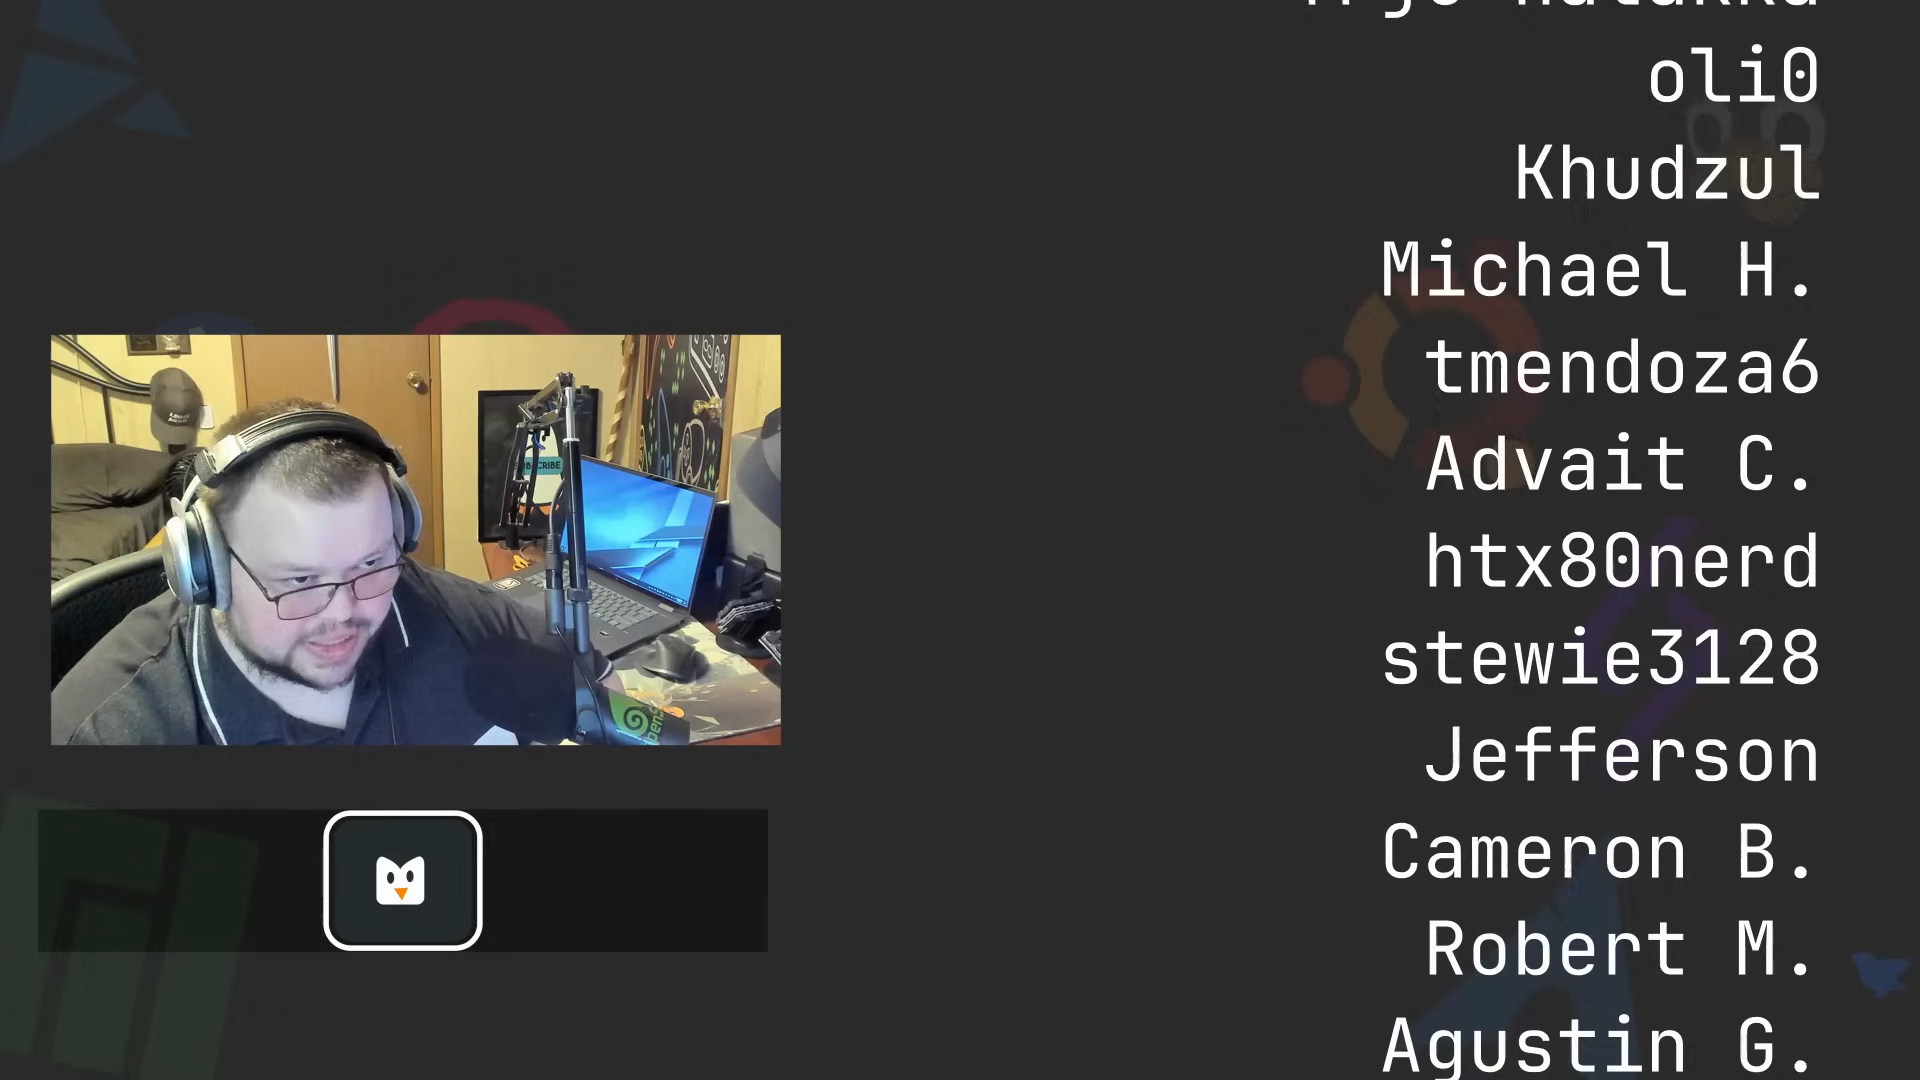 oli0
Khudzul
Michael H.
tmendoza6
Advait C.
htx80nerd
stewie3128
Jefferson
Cameron B.
Robert M.
Agustin G.